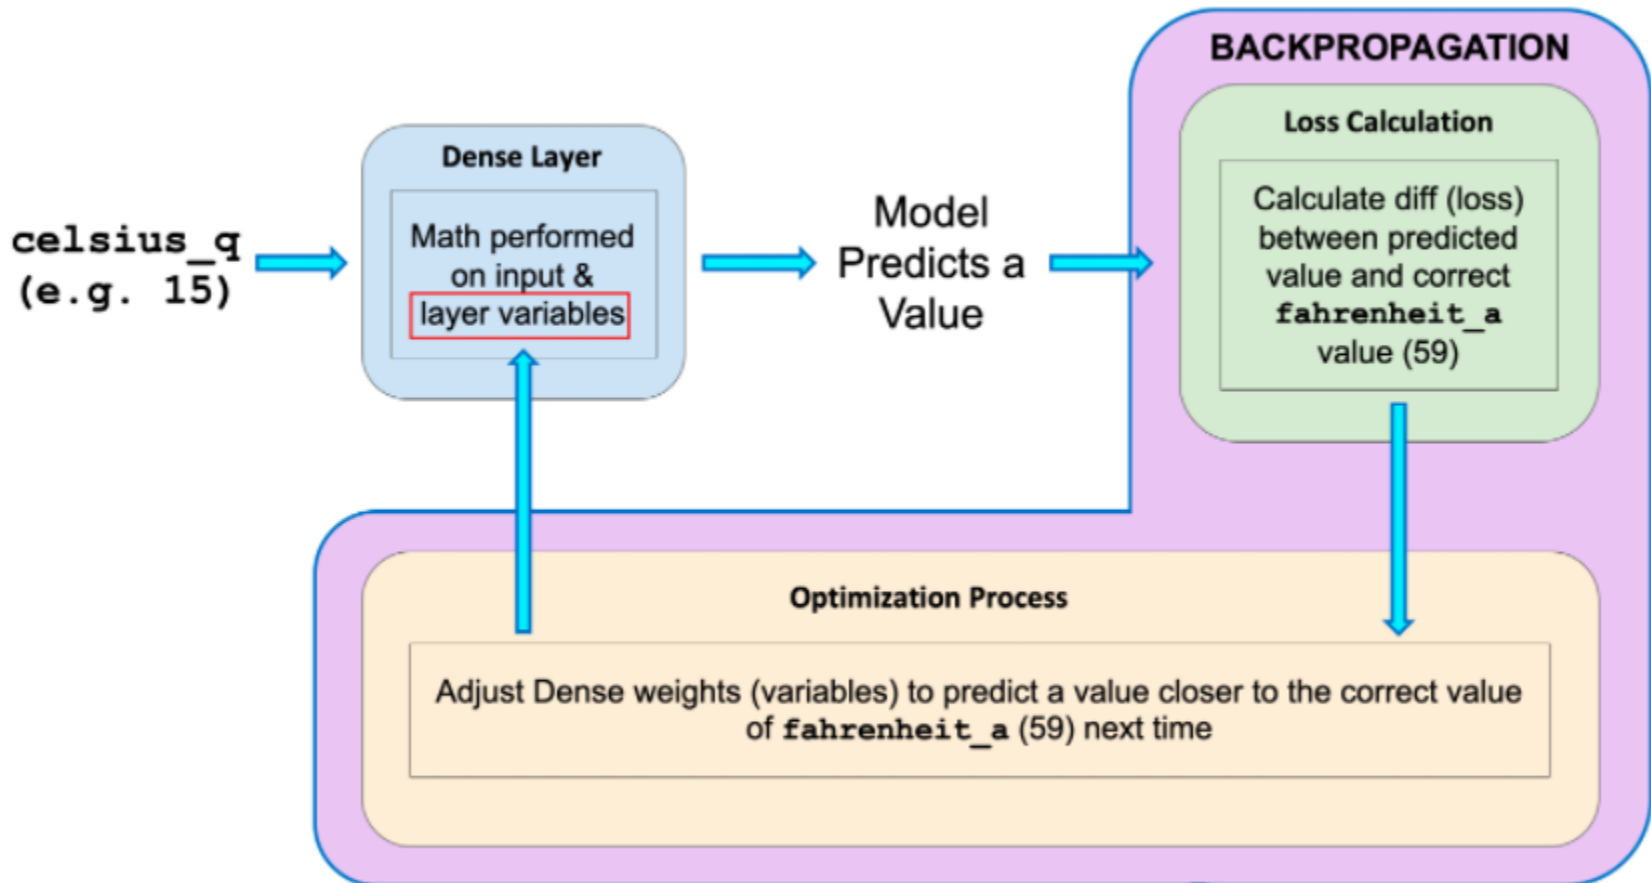 BACKPROPAGATION
Dense Layer
Math performed
on input &
layer variables
celsius_q
(e.g. 15)
Model
Predicts a
Value
Loss Calculation
Calculate diff (loss)
between predicted
value and correct
fahrenheit_a
value (59)
Optimization Process
Adjust Dense weights (variables) to predict a value closer to the correct value
of fahrenheit_a (59) next time